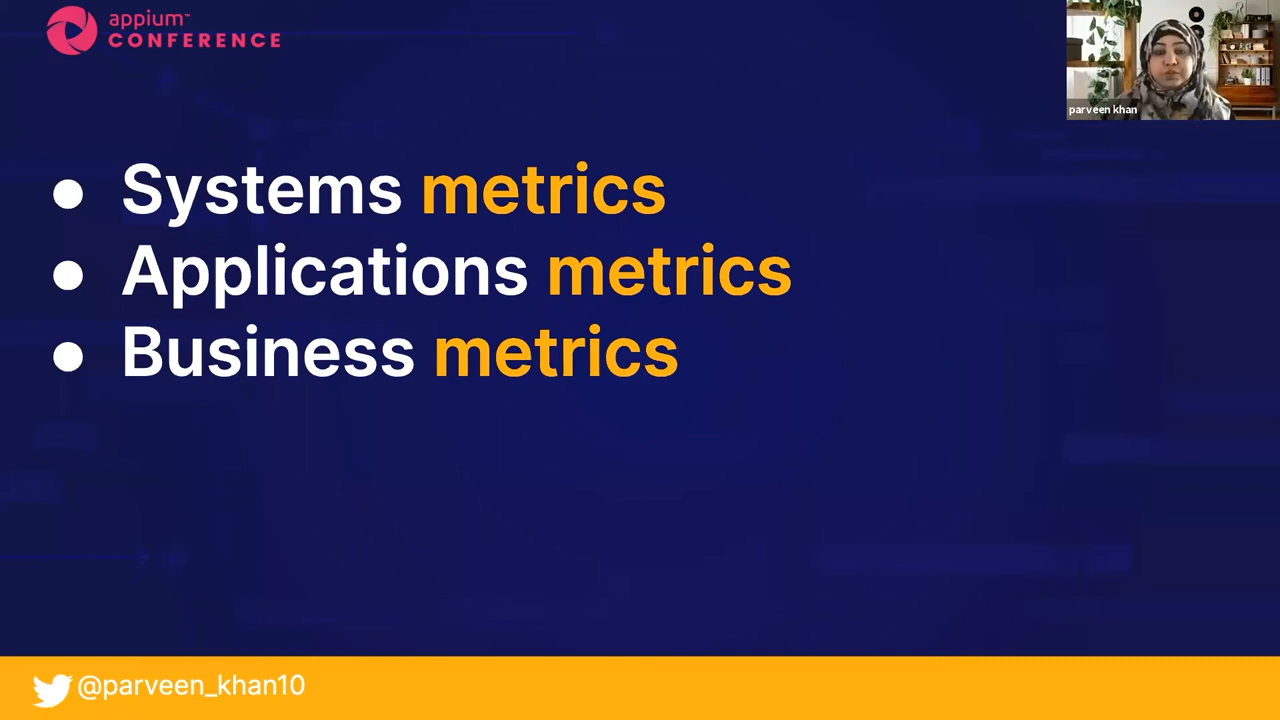 appium™
CONFERENCE
parveen khan
● Systems metrics
● Applications metrics
● Business metrics
@parveen_khan10